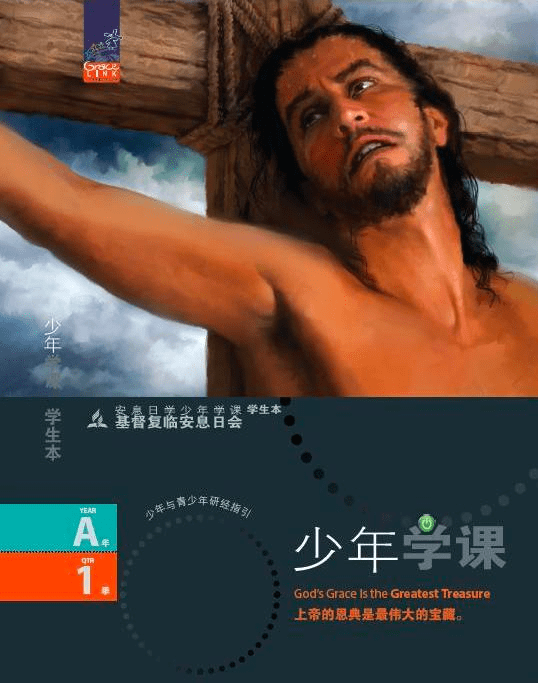 Grace
LINK
少年学课 学生本
安息日学少年学课 学生本
基督复临安息日会
YEAR
A年
QTR
1季
少年与青少年研经指引
少年学课
God's Grace Is the Greatest Treasure
上帝的恩典是最伟大的宝藏。